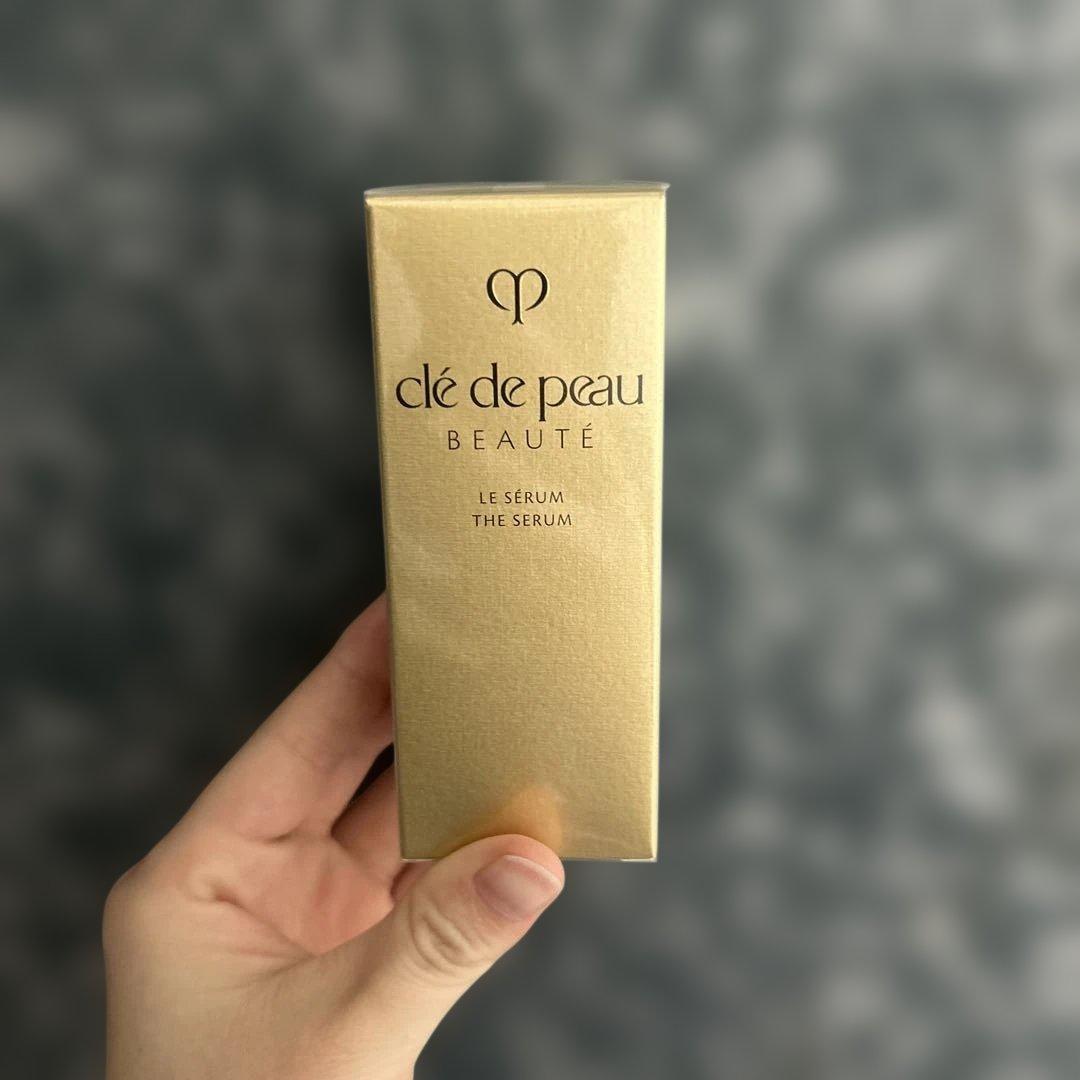 clé de peau
BEAUTÉ
LE SÉRUM
THE SERUM